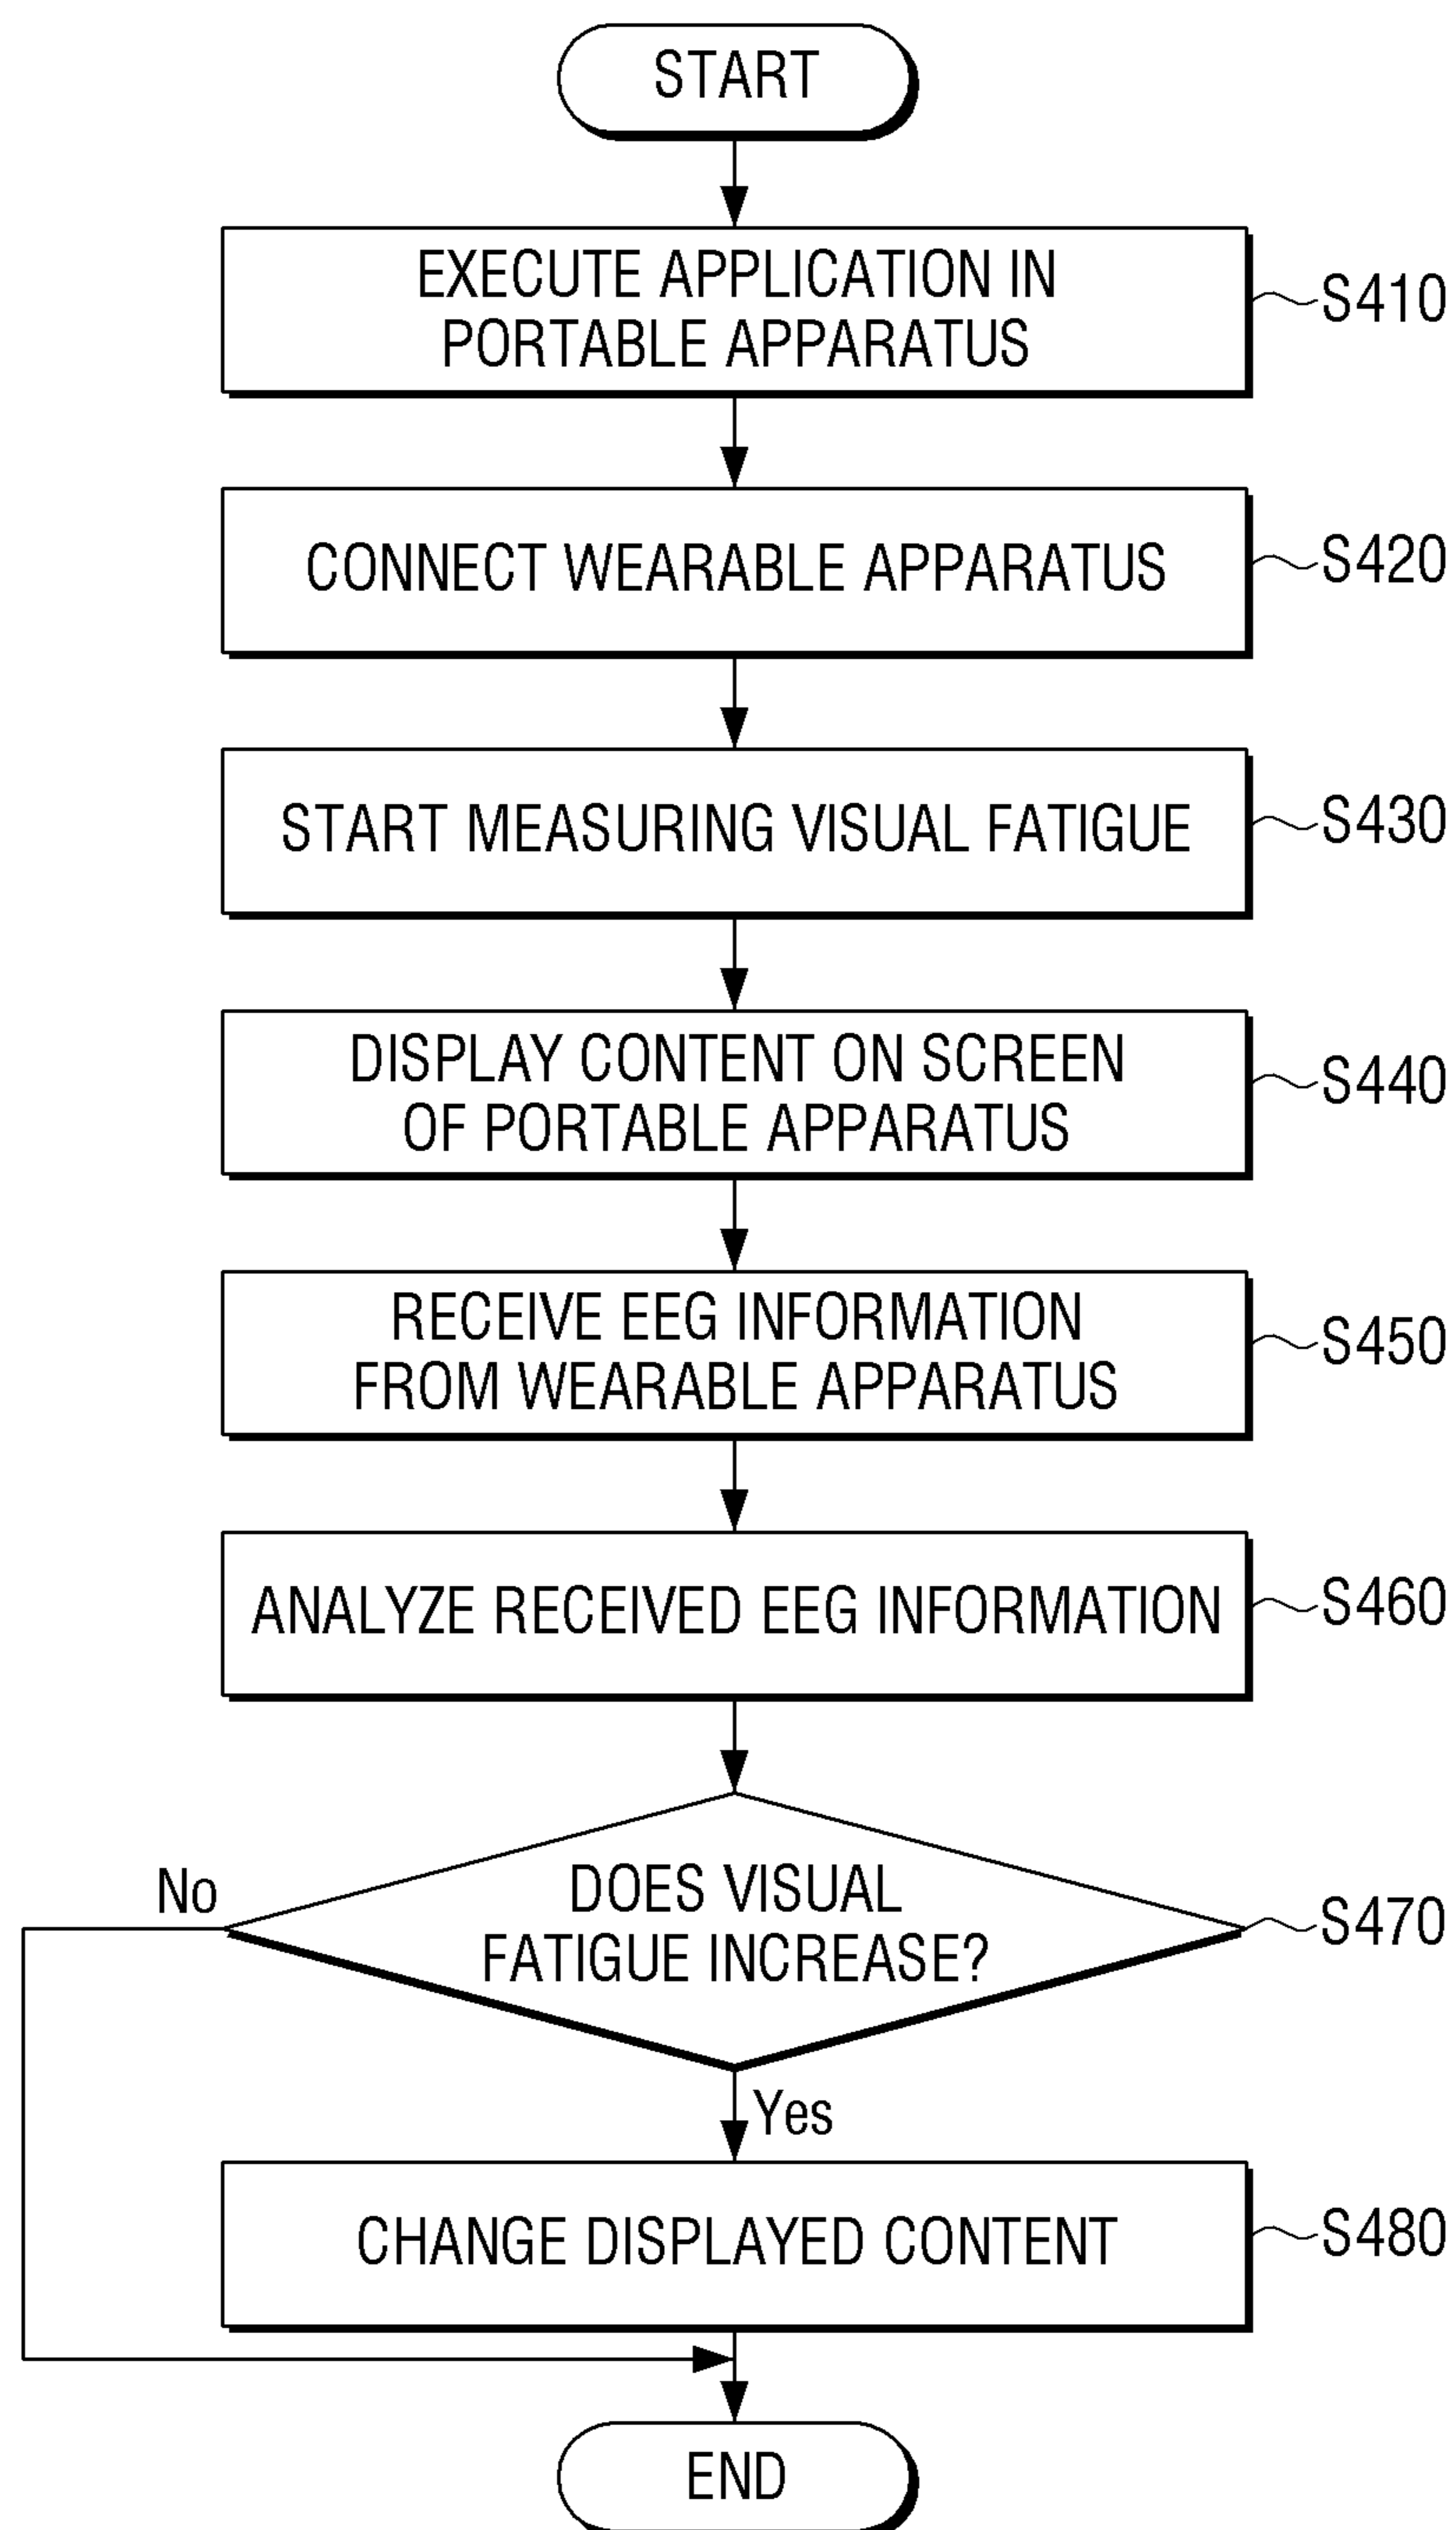 START
EXECUTE APPLICATION IN
PORTABLE APPARATUS
S410
CONNECT WEARABLE APPARATUS
S420
START MEASURING VISUAL FATIGUE
S430
DISPLAY CONTENT ON SCREEN
OF PORTABLE APPARATUS
S440
RECEIVE EEG INFORMATION
FROM WEARABLE APPARATUS
S450
ANALYZE RECEIVED EEG INFORMATION
S460
No
DOES VISUAL
FATIGUE INCREASE?
S470
Yes
CHANGE DISPLAYED CONTENT
S480
END